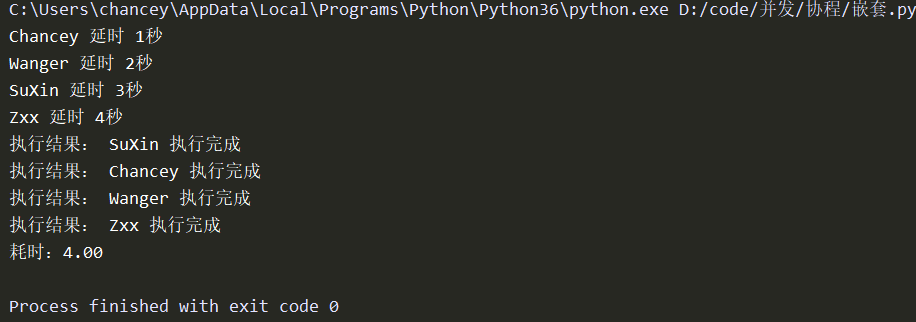 C:\Users\chancey\AppData\Local\Programs\Python\Python36\python.exe D:/code/并发/协程/嵌套.py
Chancey 延时 1秒
Wanger 延时 2秒
SuXin 延时 3秒
Zxx 延时 4秒
执行结果： SuXin 执行完成
执行结果： Chancey 执行完成
执行结果： Wanger 执行完成
执行结果： Zxx 执行完成
耗时：4.00
Process finished with exit code 0